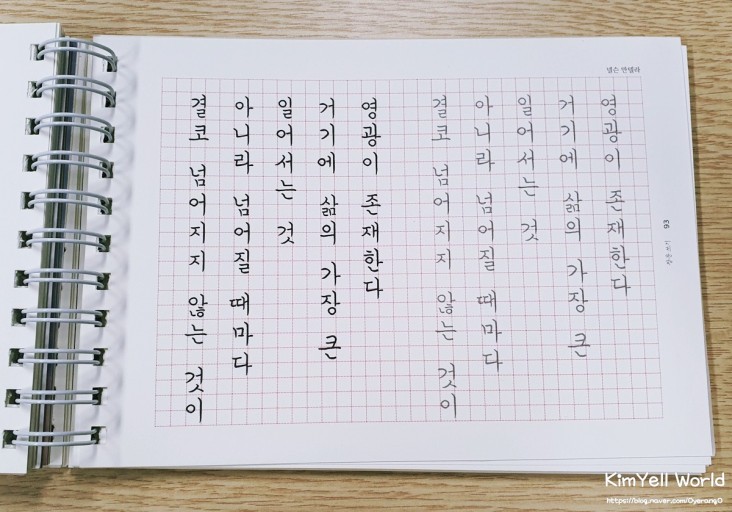 넬슨 만델라
결코 넘어지지 않는 것이
아니라 넘어질 때마다
일어서는 것
거기에 삶의 가장 큰
영광이 존재한다
결코 넘어지지 않는 것이
아니라 넘어질 때마다
일어서는 것
거기에 삶의 가장 큰
영광이 존재한다
93
KimYell World
https://blog.naver.com/0yerang0